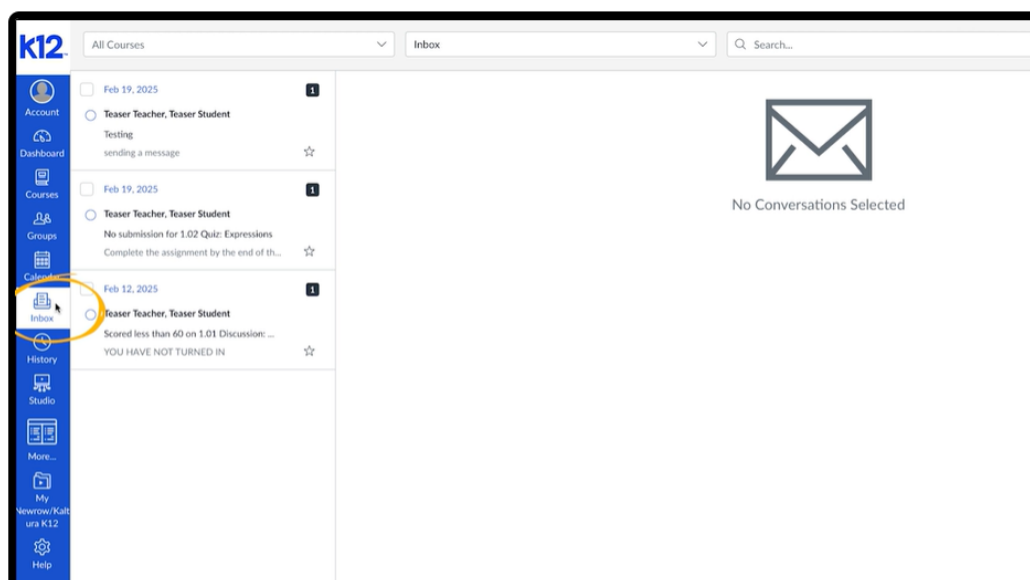 K12
All Courses
Inbox
Search...
Account
Dashboard
Courses
Groups
Calendar
Inbox
History
Studio
More...
My
Newrow/Kalt
ura K12
Help
Feb 19, 2025
1
Teaser Teacher, Teaser Student
Testing
sending a message
Feb 19, 2025
1
Teaser Teacher, Teaser Student
No submission for 1.02 Quiz: Expressions
Complete the assignment by the end of th...
Feb 12, 2025
1
Teaser Teacher, Teaser Student
Scored less than 60 on 1.01 Discussion: ...
YOU HAVE NOT TURNED IN
No Conversations Selected